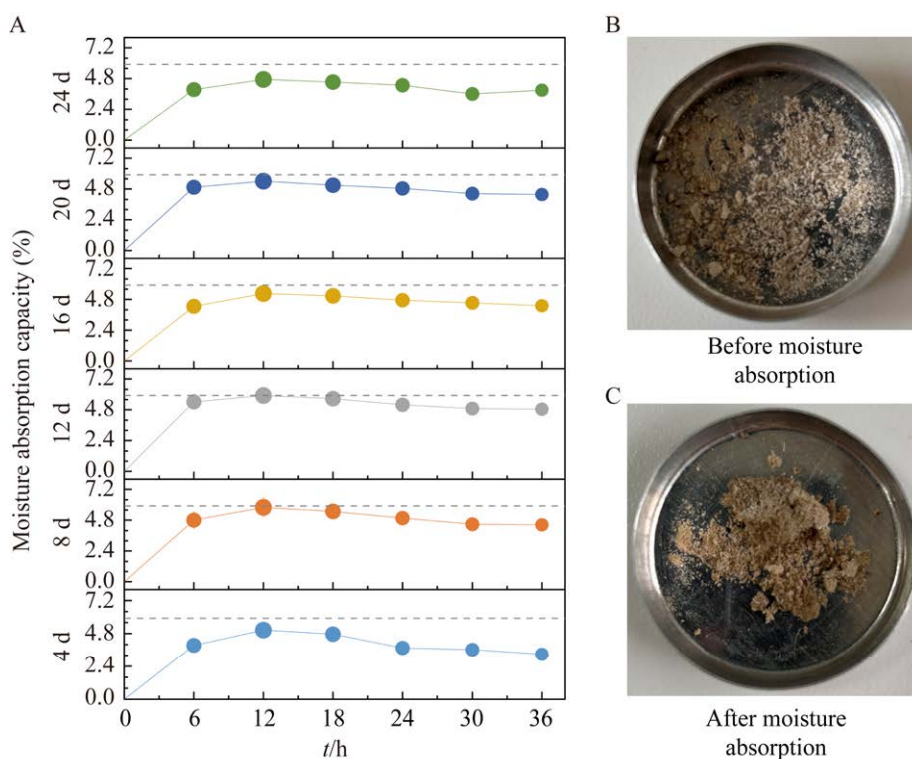 A
Moisture absorption capacity (%)
24 d
7.2
4.8
2.4
0.0
20 d
7.2
4.8
2.4
0.0
16 d
7.2
4.8
2.4
0.0
12 d
7.2
4.8
2.4
0.0
8 d
7.2
4.8
2.4
0.0
4 d
7.2
4.8
2.4
0.0
0 6 12 18 24 30 36
t/h
B
Before moisture
absorption
C
After moisture
absorption